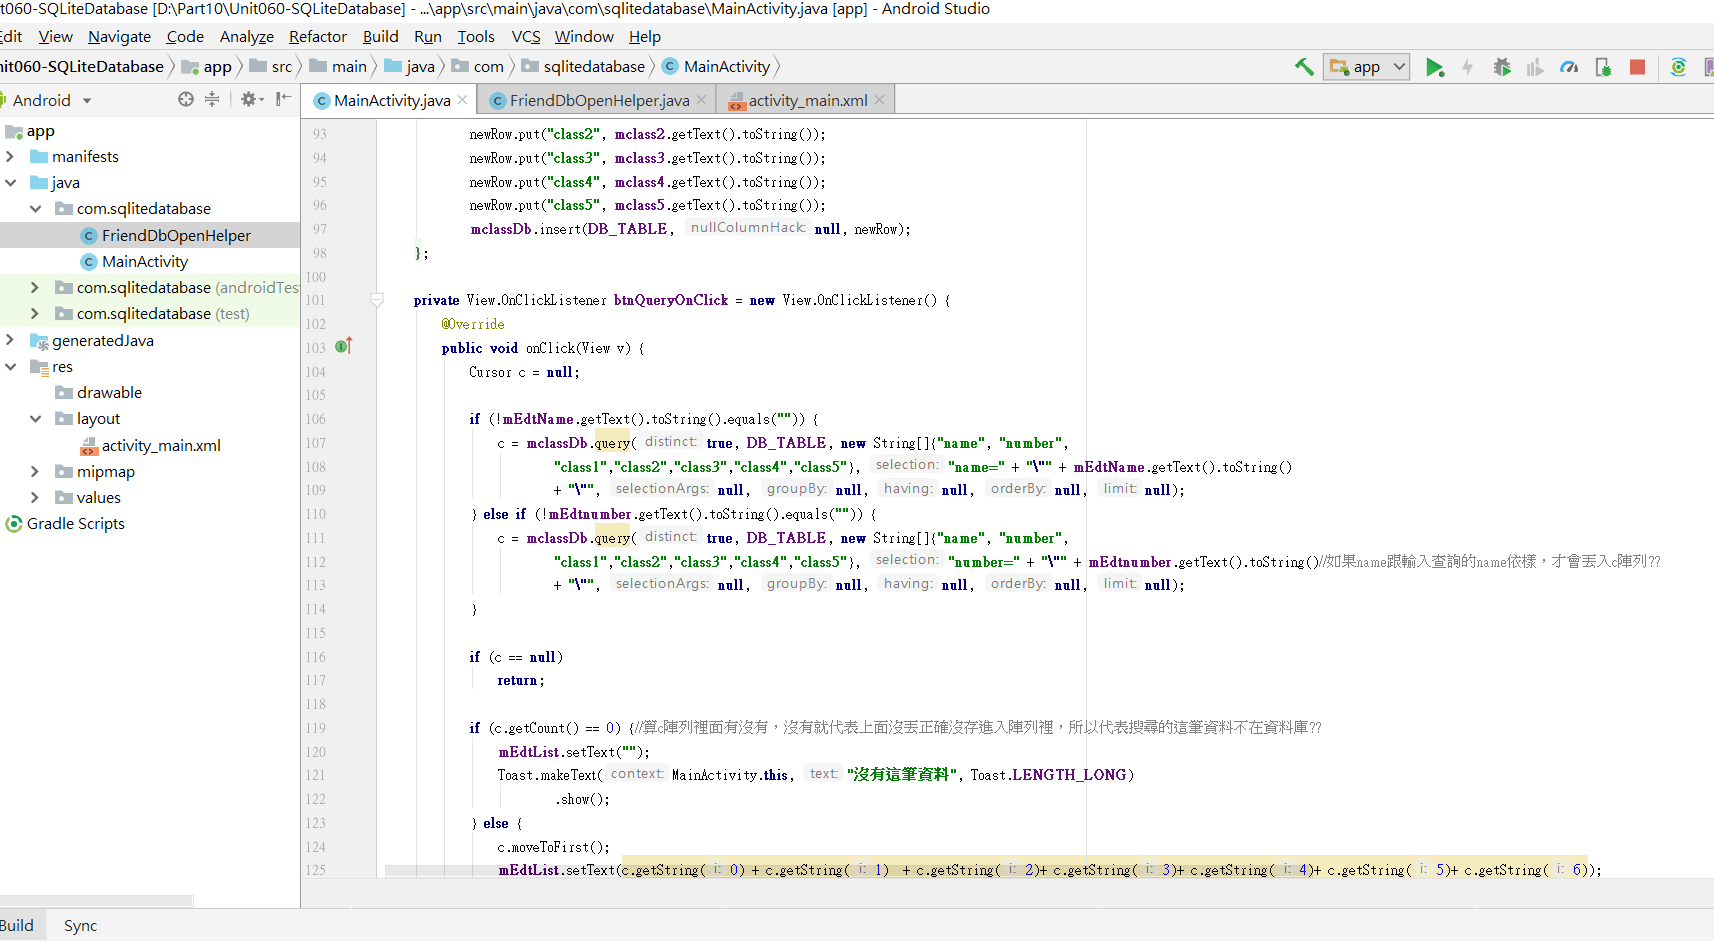 t060-SQLiteDatabase [D:\Part10\Unit060-SQLiteDatabase] - ...\app\src\main\java\com\sqlitedatabase\MainActivity.java [app] - Android Studio
Edit View Navigate Code Analyze Refactor Build Run Tools VCS Window Help
nit060-SQLiteDatabase app src main java com sqlitedatabase MainActivity app
Android
MainActivity.java FriendDbOpenHelper.java activity_main.xml
app
manifests
java
com.sqlitedatabase
FriendDbOpenHelper
MainActivity
com.sqlitedatabase (androidTes
com.sqlitedatabase (test)
generatedJava
res
drawable
layout
activity_main.xml
mipmap
values
Gradle Scripts
93 newRow.put("class2", mclass2.getText().toString());
94 newRow.put("class3", mclass3.getText().toString());
95 newRow.put("class4", mclass4.getText().toString());
96 newRow.put("class5", mclass5.getText().toString());
97 mclassDb.insert(DB_TABLE, nullColumnHack: null, newRow);
98 };
100
101 private View.OnClickListener btnQueryOnClick = new View.OnClickListener() {
102 @Override
103 public void onClick(View v) {
104 Cursor c = null;
105
106 if (!mEdtName.getText().toString().equals("")) {
107 c = mclassDb.query( distinct: true, DB_TABLE, new String[]{"name", "number",
108 "class1","class2","class3","class4","class5"}, selection: "name=" + "\"" + mEdtName.getText().toString()
109 + "\"", selectionArgs: null, groupBy: null, having: null, orderBy: null, limit: null);
110 } else if (!mEdtnumber.getText().toString().equals("")) {
111 c = mclassDb.query( distinct: true, DB_TABLE, new String[]{"name", "number",
112 "class1","class2","class3","class4","class5"}, selection: "number=" + "\"" + mEdtnumber.getText().toString()//如果name跟輸入查詢的name依樣，才會丟入c陣列??
113 + "\"", selectionArgs: null, groupBy: null, having: null, orderBy: null, limit: null);
114 }
115
116 if (c == null)
117 return;
118
119 if (c.getCount() == 0) {//算c陣列裡面有沒有，沒有就代表上面沒丟正確沒存進入陣列裡，所以代表搜尋的這筆資料不在資料庫??
120 mEdtList.setText("");
121 Toast.makeText( context: MainActivity.this, text: "沒有這筆資料", Toast.LENGTH_LONG)
122 .show();
123 } else {
124 c.moveToFirst();
125 mEdtList.setText(c.getString( i: 0) + c.getString( i: 1) + c.getString( i: 2)+ c.getString( i: 3)+ c.getString( i: 4)+ c.getString( i: 5)+ c.getString( i: 6));
Build Sync